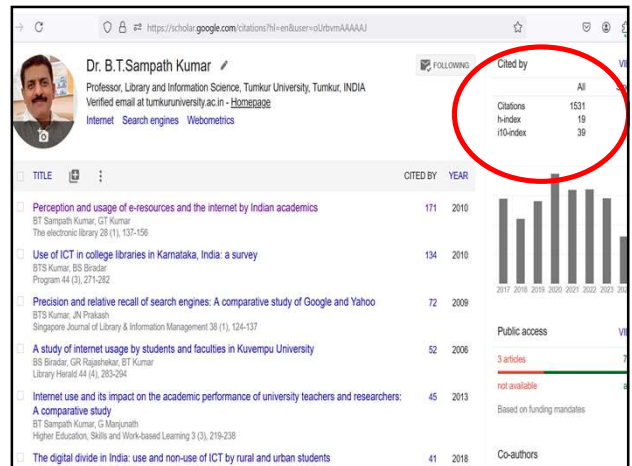 https://scholar.google.com/citations?hl=en&user=oUrbvmAAAAAJ
Dr. B.T.Sampath Kumar
FOLLOWING
Professor, Library and Information Science, Tumkur University, Tumkur, INDIA
Verified email at tumkuruniversity.ac.in - Homepage
Internet Search engines Webometrics
TITLE CITED BY YEAR
Perception and usage of e-resources and the internet by Indian academics 171 2010
BT Sampath Kumar, GT Kumar
The electronic library 28 (1), 137-156
Use of ICT in college libraries in Karnataka, India: a survey 134 2010
BTS Kumar, BS Biradar
Program 44 (3), 271-282
Precision and relative recall of search engines: A comparative study of Google and Yahoo 72 2009
BTS Kumar, JN Prakash
Singapore Journal of Library & Information Management 38 (1), 124-137
A study of internet usage by students and faculties in Kuvempu University 52 2006
BS Biradar, GR Rajashekar, BT Kumar
Library Herald 44 (4), 283-294
Internet use and its impact on the academic performance of university teachers and researchers: 45 2013
A comparative study
BT Sampath Kumar, G Manjunath
Higher Education, Skills and Work-based Learning 3 (3), 219-238
The digital divide in India: use and non-use of ICT by rural and urban students 41 2018
Cited by
All
Citations 1531
h-index 19
i10-index 39
2017 2018 2019 2020 2021 2022 2023
Public access
3 articles
not available
Based on funding mandates
Co-authors